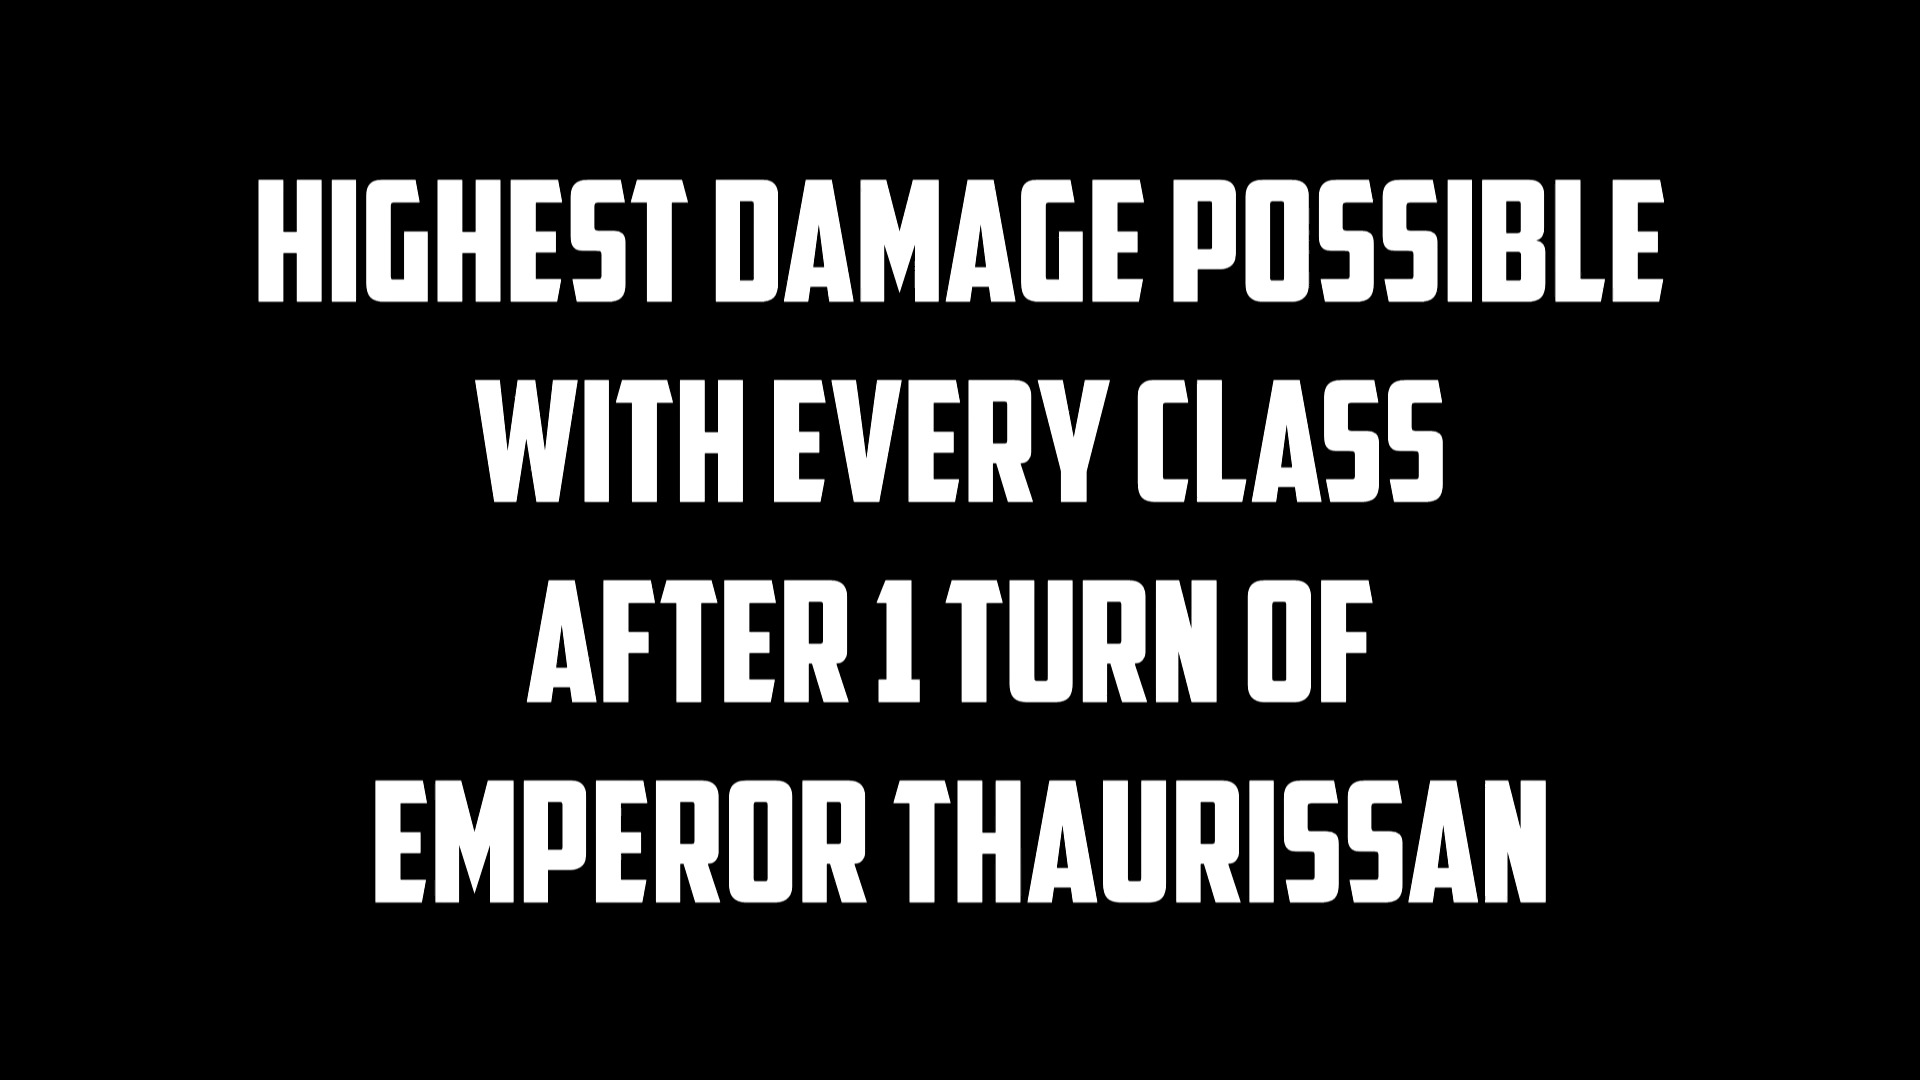 HIGHEST DAMAGE POSSIBLE
WITH EVERY CLASS
AFTER 1 TURN OF
EMPEROR THAURISSAN